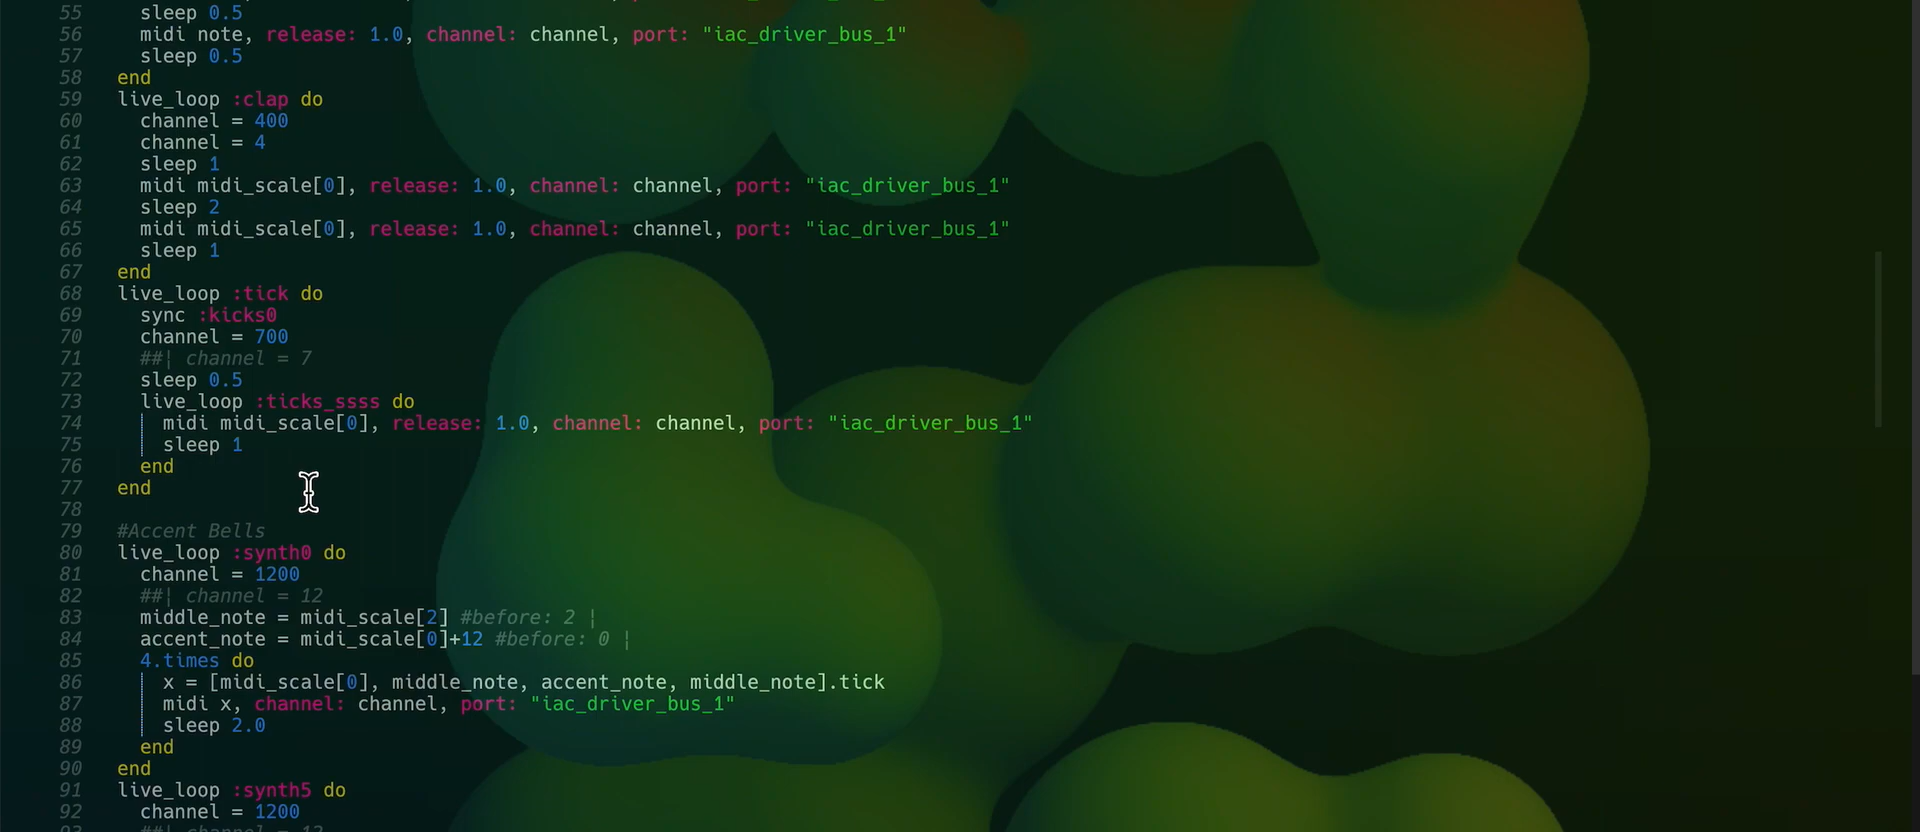 55 sleep 0.5
56 midi note, release: 1.0, channel: channel, port: "iac_driver_bus_1"
57 sleep 0.5
58 end
59 live_loop :clap do
60 channel = 400
61 channel = 4
62 sleep 1
63 midi midi_scale[0], release: 1.0, channel: channel, port: "iac_driver_bus_1"
64 sleep 2
65 midi midi_scale[0], release: 1.0, channel: channel, port: "iac_driver_bus_1"
66 sleep 1
67 end
68 live_loop :tick do
69 sync :kicks0
70 channel = 700
71 ##¦ channel = 7
72 sleep 0.5
73 live_loop :ticks_ssss do
74 midi midi_scale[0], release: 1.0, channel: channel, port: "iac_driver_bus_1"
75 sleep 1
76 end
77 end
78
79 #Accent Bells
80 live_loop :synth0 do
81 channel = 1200
82 ##¦ channel = 12
83 middle_note = midi_scale[2] #before: 2 ¦
84 accent_note = midi_scale[0]+12 #before: 0 ¦
85 4.times do
86 x = [midi_scale[0], middle_note, accent_note, middle_note].tick
87 midi x, channel: channel, port: "iac_driver_bus_1"
88 sleep 2.0
89 end
90 end
91 live_loop :synth5 do
92 channel = 1200
93 ##¦ channel = 12